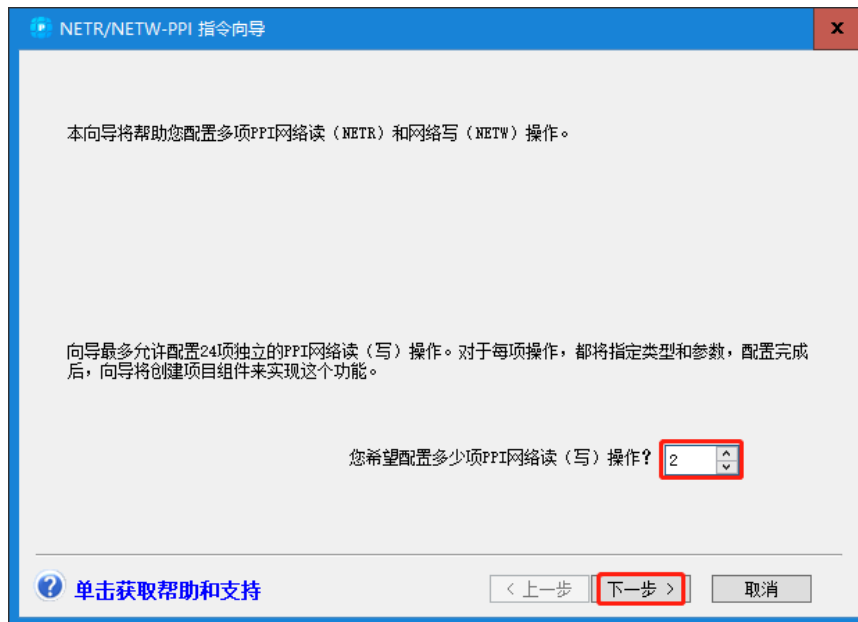 NETR/NETW-PPI 指令向导
x
本向导将帮助您配置多项PPI网络读（NETR）和网络写（NETW）操作。
向导最多允许配置24项独立的PPI网络读（写）操作。对于每项操作，都将指定类型和参数，配置完成
后，向导将创建项目组件来实现这个功能。
您希望配置多少项PPI网络读（写）操作? 2
? 单击获取帮助和支持 < 上一步 下一步 > 取消